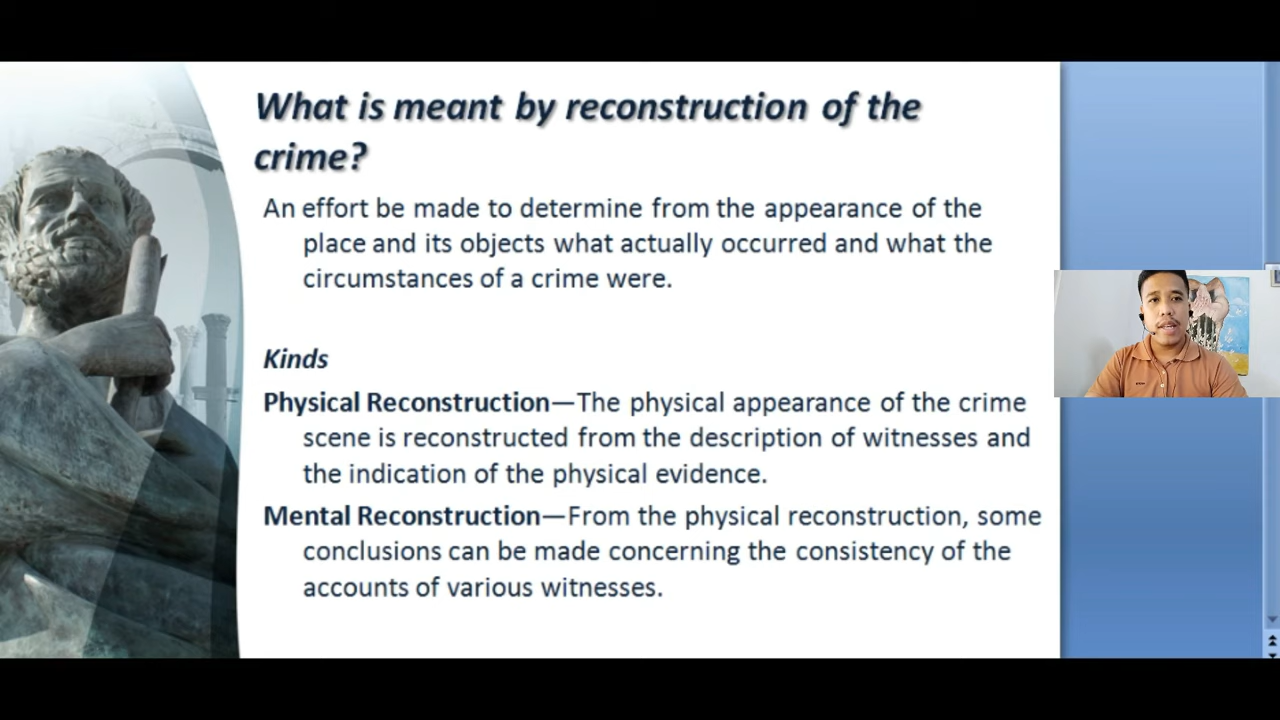 What is meant by reconstruction of the
crime?
An effort be made to determine from the appearance of the
place and its objects what actually occurred and what the
circumstances of a crime were.
Kinds
Physical Reconstruction—The physical appearance of the crime
scene is reconstructed from the description of witnesses and
the indication of the physical evidence.
Mental Reconstruction—From the physical reconstruction, some
conclusions can be made concerning the consistency of the
accounts of various witnesses.